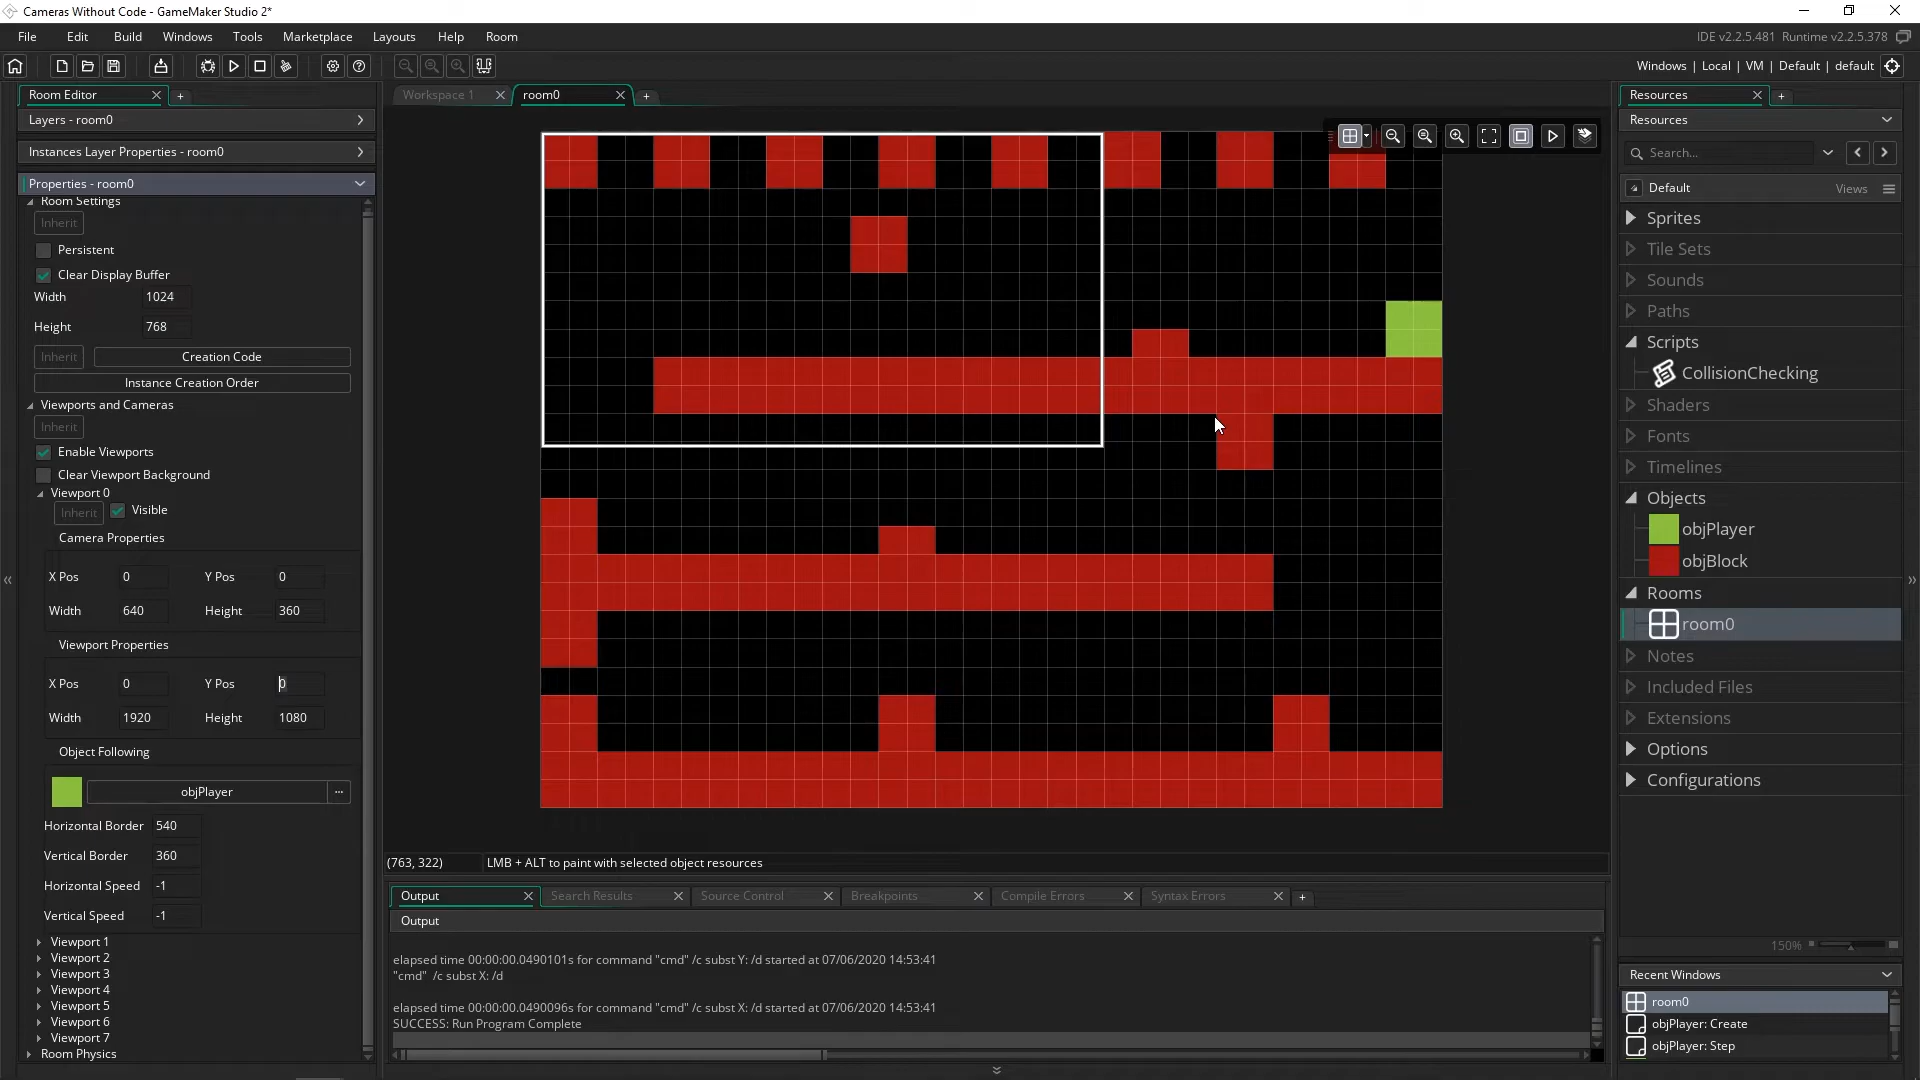 Cameras Without Code - GameMaker Studio 2*
File Edit Build Windows Tools Marketplace Layouts Help Room
IDE v2.2.5.481 Runtime v2.2.5.378
Windows | Local | VM | Default | default
Room Editor
Layers - room0
Instances Layer Properties - room0
Properties - room0
Room Settings
Inherit
Persistent
Clear Display Buffer
Width 1024
Height 768
Inherit Creation Code
Instance Creation Order
Viewports and Cameras
Inherit
Enable Viewports
Clear Viewport Background
Viewport 0
Inherit Visible
Camera Properties
X Pos 0 Y Pos 0
Width 640 Height 360
Viewport Properties
X Pos 0 Y Pos 0
Width 1920 Height 1080
Object Following
objPlayer ...
Horizontal Border 540
Vertical Border 360
Horizontal Speed -1
Vertical Speed -1
Viewport 1
Viewport 2
Viewport 3
Viewport 4
Viewport 5
Viewport 6
Viewport 7
Room Physics
Workspace 1 room0
(763, 322) LMB + ALT to paint with selected object resources
Output Search Results Source Control Breakpoints Compile Errors Syntax Errors
Output
elapsed time 00:00:00.0490101s for command "cmd" /c subst Y: /d started at 07/06/2020 14:53:41
"cmd" /c subst X: /d
elapsed time 00:00:00.0490096s for command "cmd" /c subst X: /d started at 07/06/2020 14:53:41
SUCCESS: Run Program Complete
Resources
Resources
Search...
Default Views
Sprites
Tile Sets
Sounds
Paths
Scripts
CollisionChecking
Shaders
Fonts
Timelines
Objects
objPlayer
objBlock
Rooms
room0
Notes
Included Files
Extensions
Options
Configurations
150%
Recent Windows
room0
objPlayer: Create
objPlayer: Step